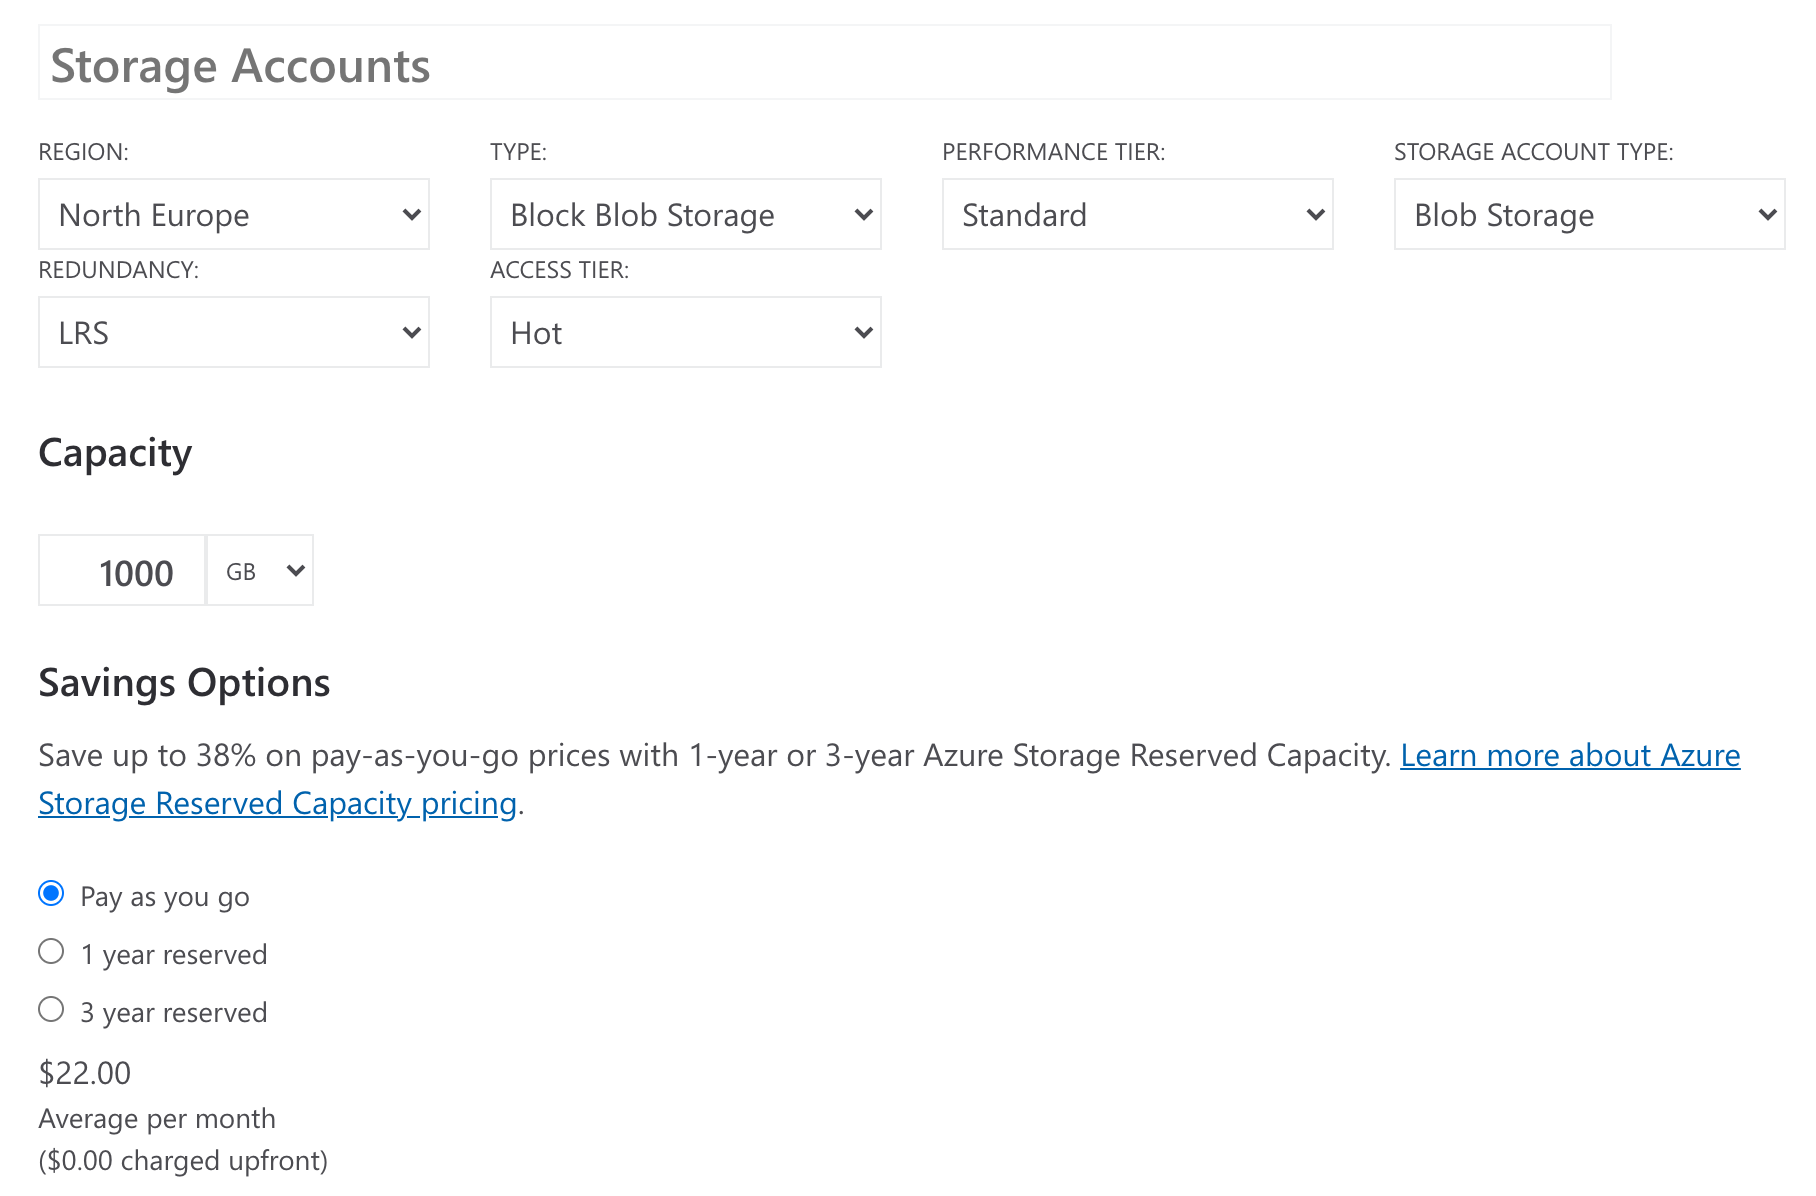 Storage Accounts
REGION:
TYPE:
PERFORMANCE TIER:
STORAGE ACCOUNT TYPE:
North Europe
Block Blob Storage
Standard
Blob Storage
REDUNDANCY:
ACCESS TIER:
LRS
Hot
Capacity
1000
GB
Savings Options
Save up to 38% on pay-as-you-go prices with 1-year or 3-year Azure Storage Reserved Capacity. Learn more about Azure
Storage Reserved Capacity pricing.
Pay as you go
1 year reserved
3 year reserved
$22.00
Average per month
($0.00 charged upfront)